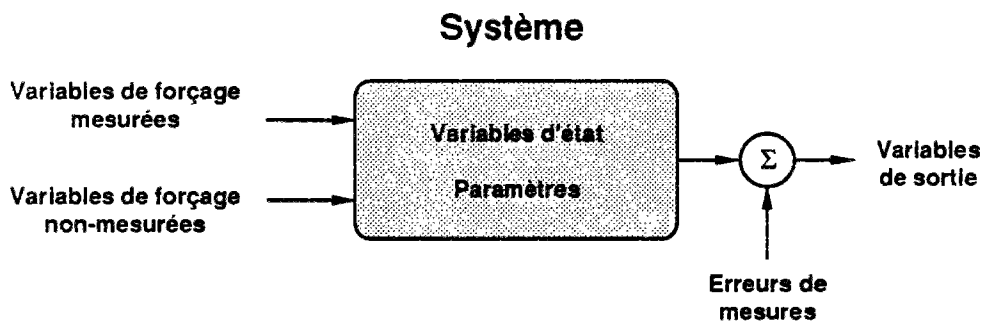 Système
Variables de forçage
mesurées
Variables d'état
Paramètres
Variables de forçage
non-mesurées
Σ
Variables
de sortie
Erreurs de
mesures